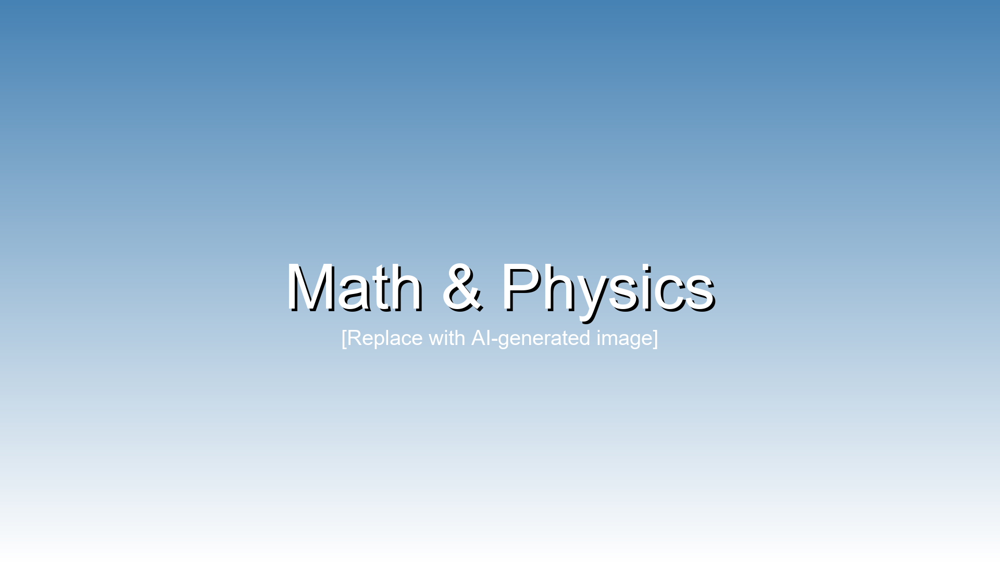 Math & Physics
[Replace with AI-generated image]